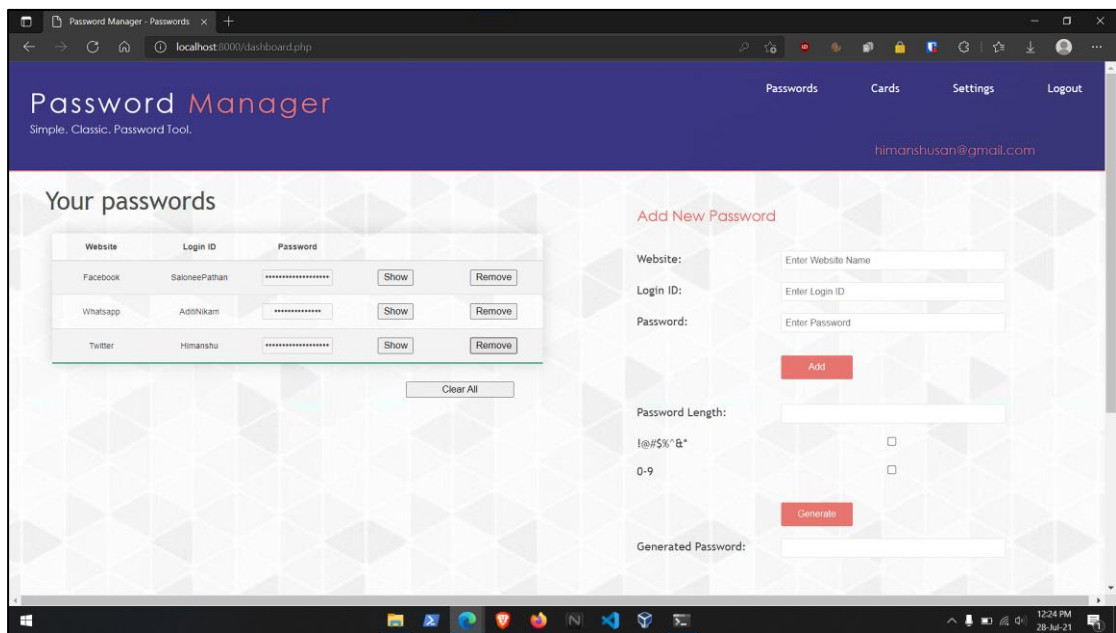 Password Manager - Passwords
localhost:8000/dashboard.php
Password Manager
Simple. Classic. Password Tool.
Passwords Cards Settings Logout
himanshusan@gmail.com
Your passwords
Website Login ID Password
Facebook SaloneePathan Show Remove
Whatsapp AditiNikam Show Remove
Twitter Himanshu Show Remove
Clear All
Add New Password
Website: Enter Website Name
Login ID: Enter Login ID
Password: Enter Password
Add
Password Length:
!@#$%^&*
0-9
Generate
Generated Password:
12:24 PM
28-Jul-21